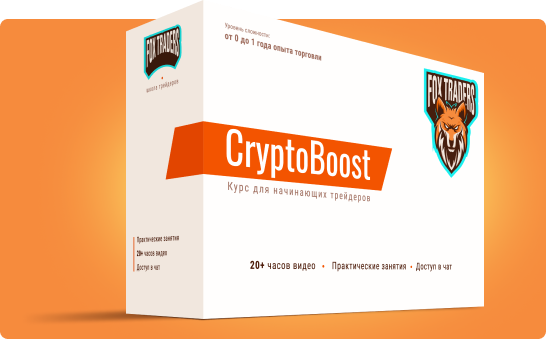 FOX TRADERS
школа трейдеров
Практические занятия
20+ часов видео
Доступ в чат
Уровень сложности:
от 0 до 1 года опыта торговли
FOX TRADERS
CryptoBoost
Курс для начинающих трейдеров
20+ часов видео • Практические занятия • Доступ в чат